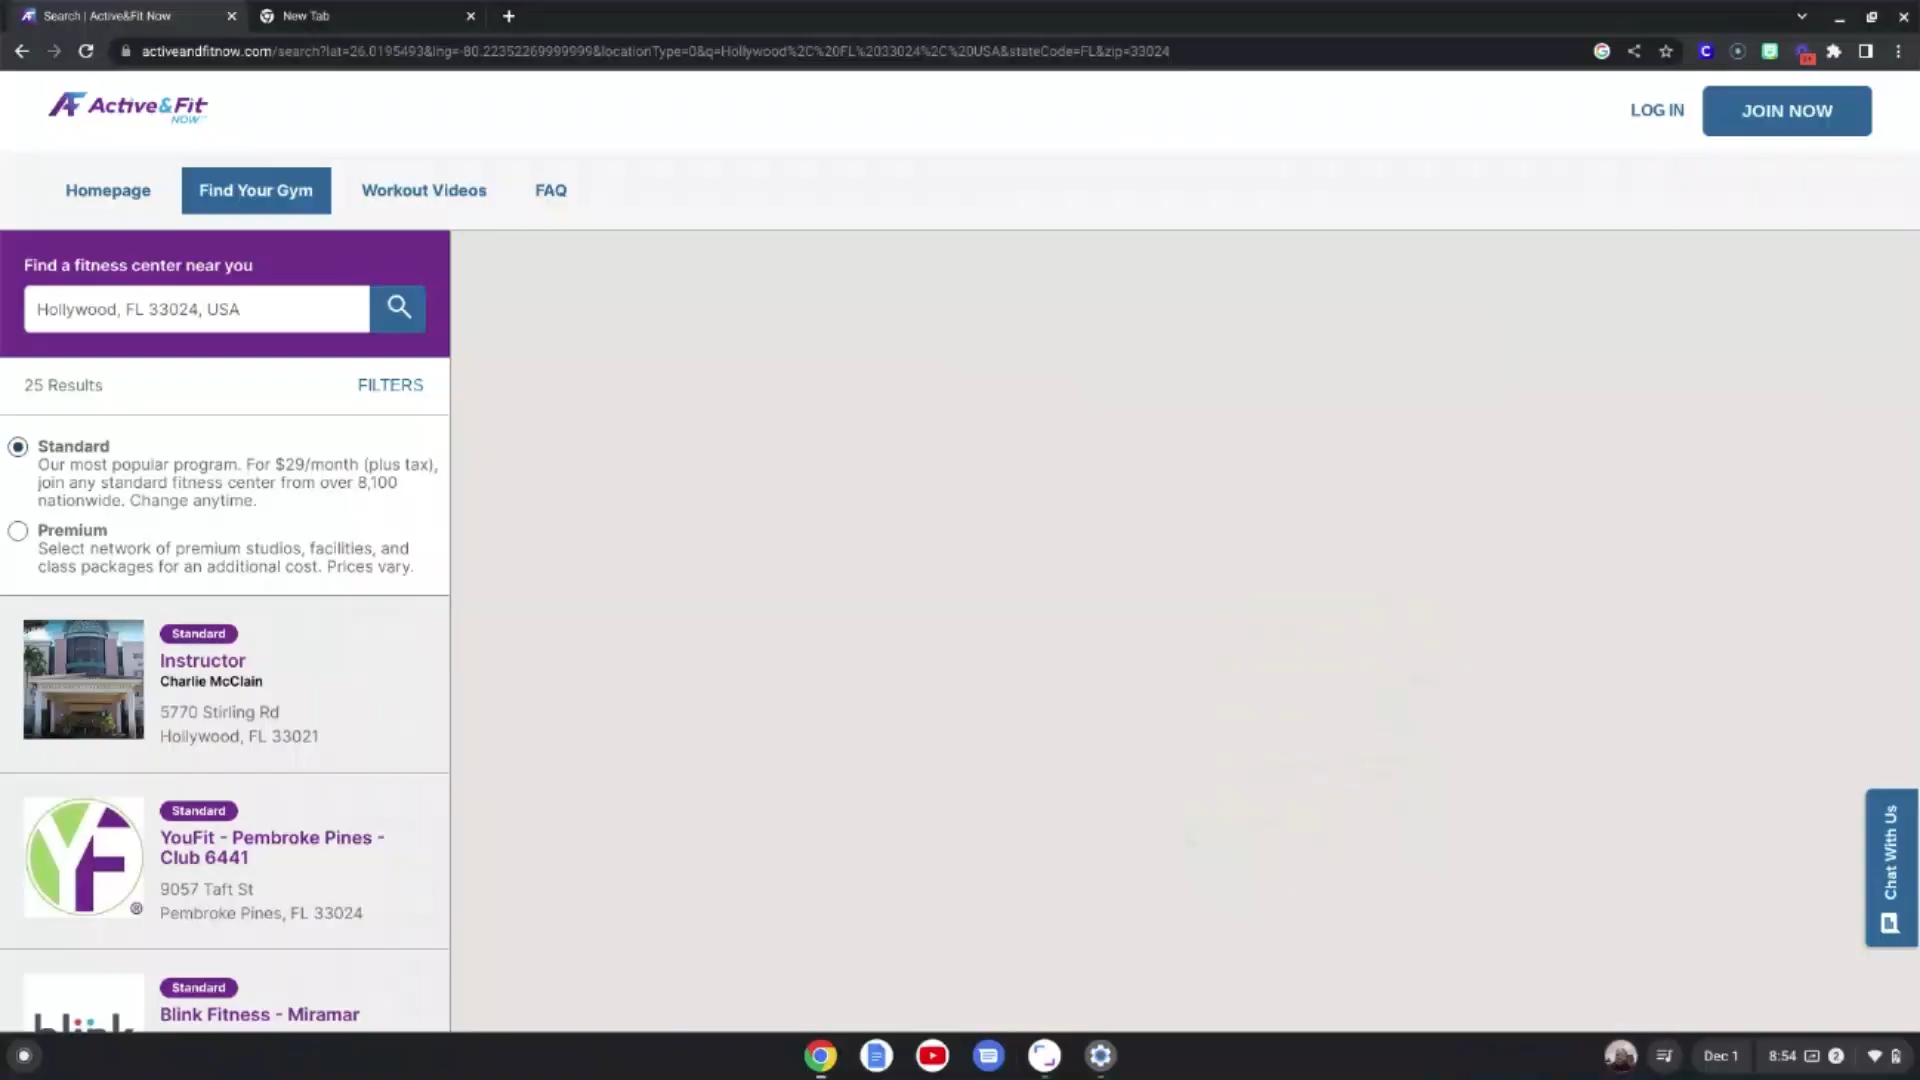 Search | Active&Fit Now
New Tab
activeandfitnow.com/search?lat=26.0195493&lng=-80.22352269999999&locationType=0&q=Hollywood%2C%20FL%2033024%2C%20USA&stateCode=FL&zip=33024
Active&Fit
NOW
LOG IN
JOIN NOW
Homepage
Find Your Gym
Workout Videos
FAQ
Find a fitness center near you
Hollywood, FL 33024, USA
25 Results
FILTERS
Standard
Our most popular program. For $29/month (plus tax),
join any standard fitness center from over 8,100
nationwide. Change anytime.
Premium
Select network of premium studios, facilities, and
class packages for an additional cost. Prices vary.
Standard
Instructor
Charlie McClain
5770 Stirling Rd
Hollywood, FL 33021
YF
Standard
YouFit - Pembroke Pines -
Club 6441
9057 Taft St
Pembroke Pines, FL 33024
blink
Standard
Blink Fitness - Miramar
Chat With Us
Dec 1
8:54
2